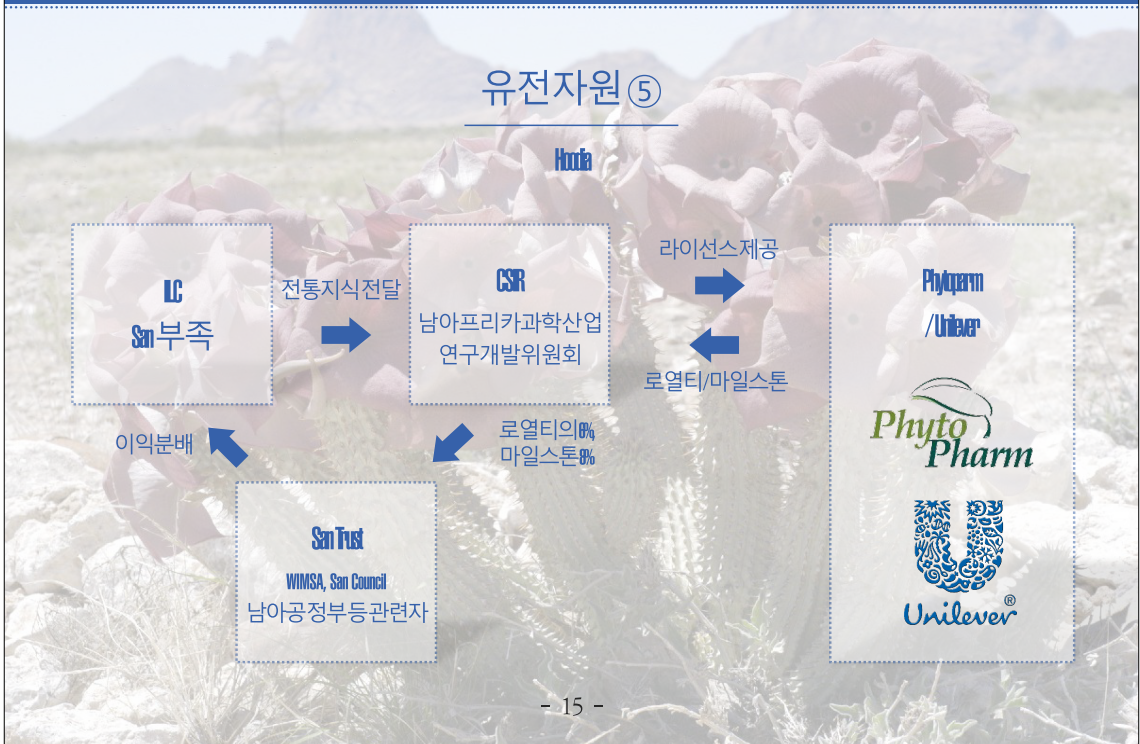 유전자원⑤
Hoodia
ILC
San 부족
전통지식전달
CSIR
남아프리카과학산업
연구개발위원회
라이선스제공
로열티/마일스톤
Phytoparm
/ Unilever
Phyto
Pharm
Unilever®
이익분배
로열티의
마일스톤8%
San Trust
WIMSA, San Council
남아공정부등관련자
- 15 -